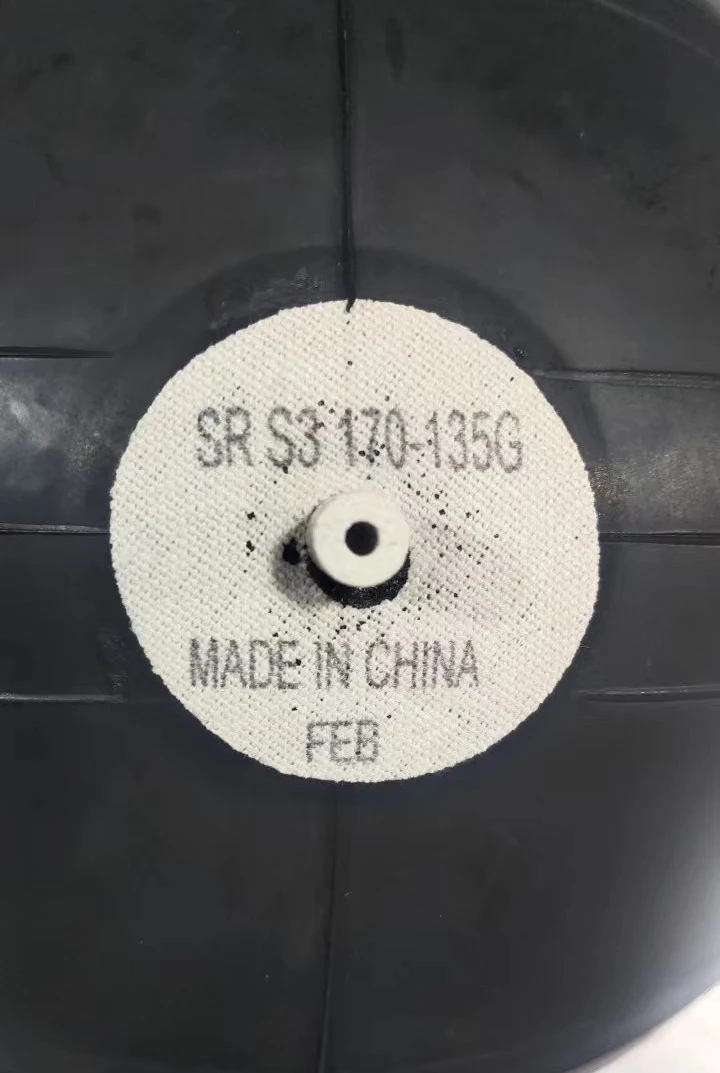 SR S3 170-135G
MADE IN CHINA
FEB